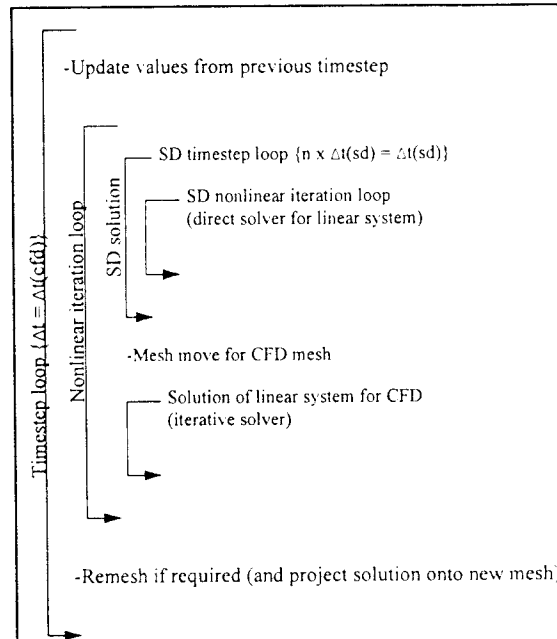 -Update values from previous timestep
SD timestep loop {n x Δt(sd) = Δt(sd)}
SD nonlinear iteration loop
(direct solver for linear system)
SD solution
Nonlinear iteration loop
Timestep loop {Δt = Δt(cfd)}
-Mesh move for CFD mesh
Solution of linear system for CFD
(iterative solver)
-Remesh if required (and project solution onto new mesh)